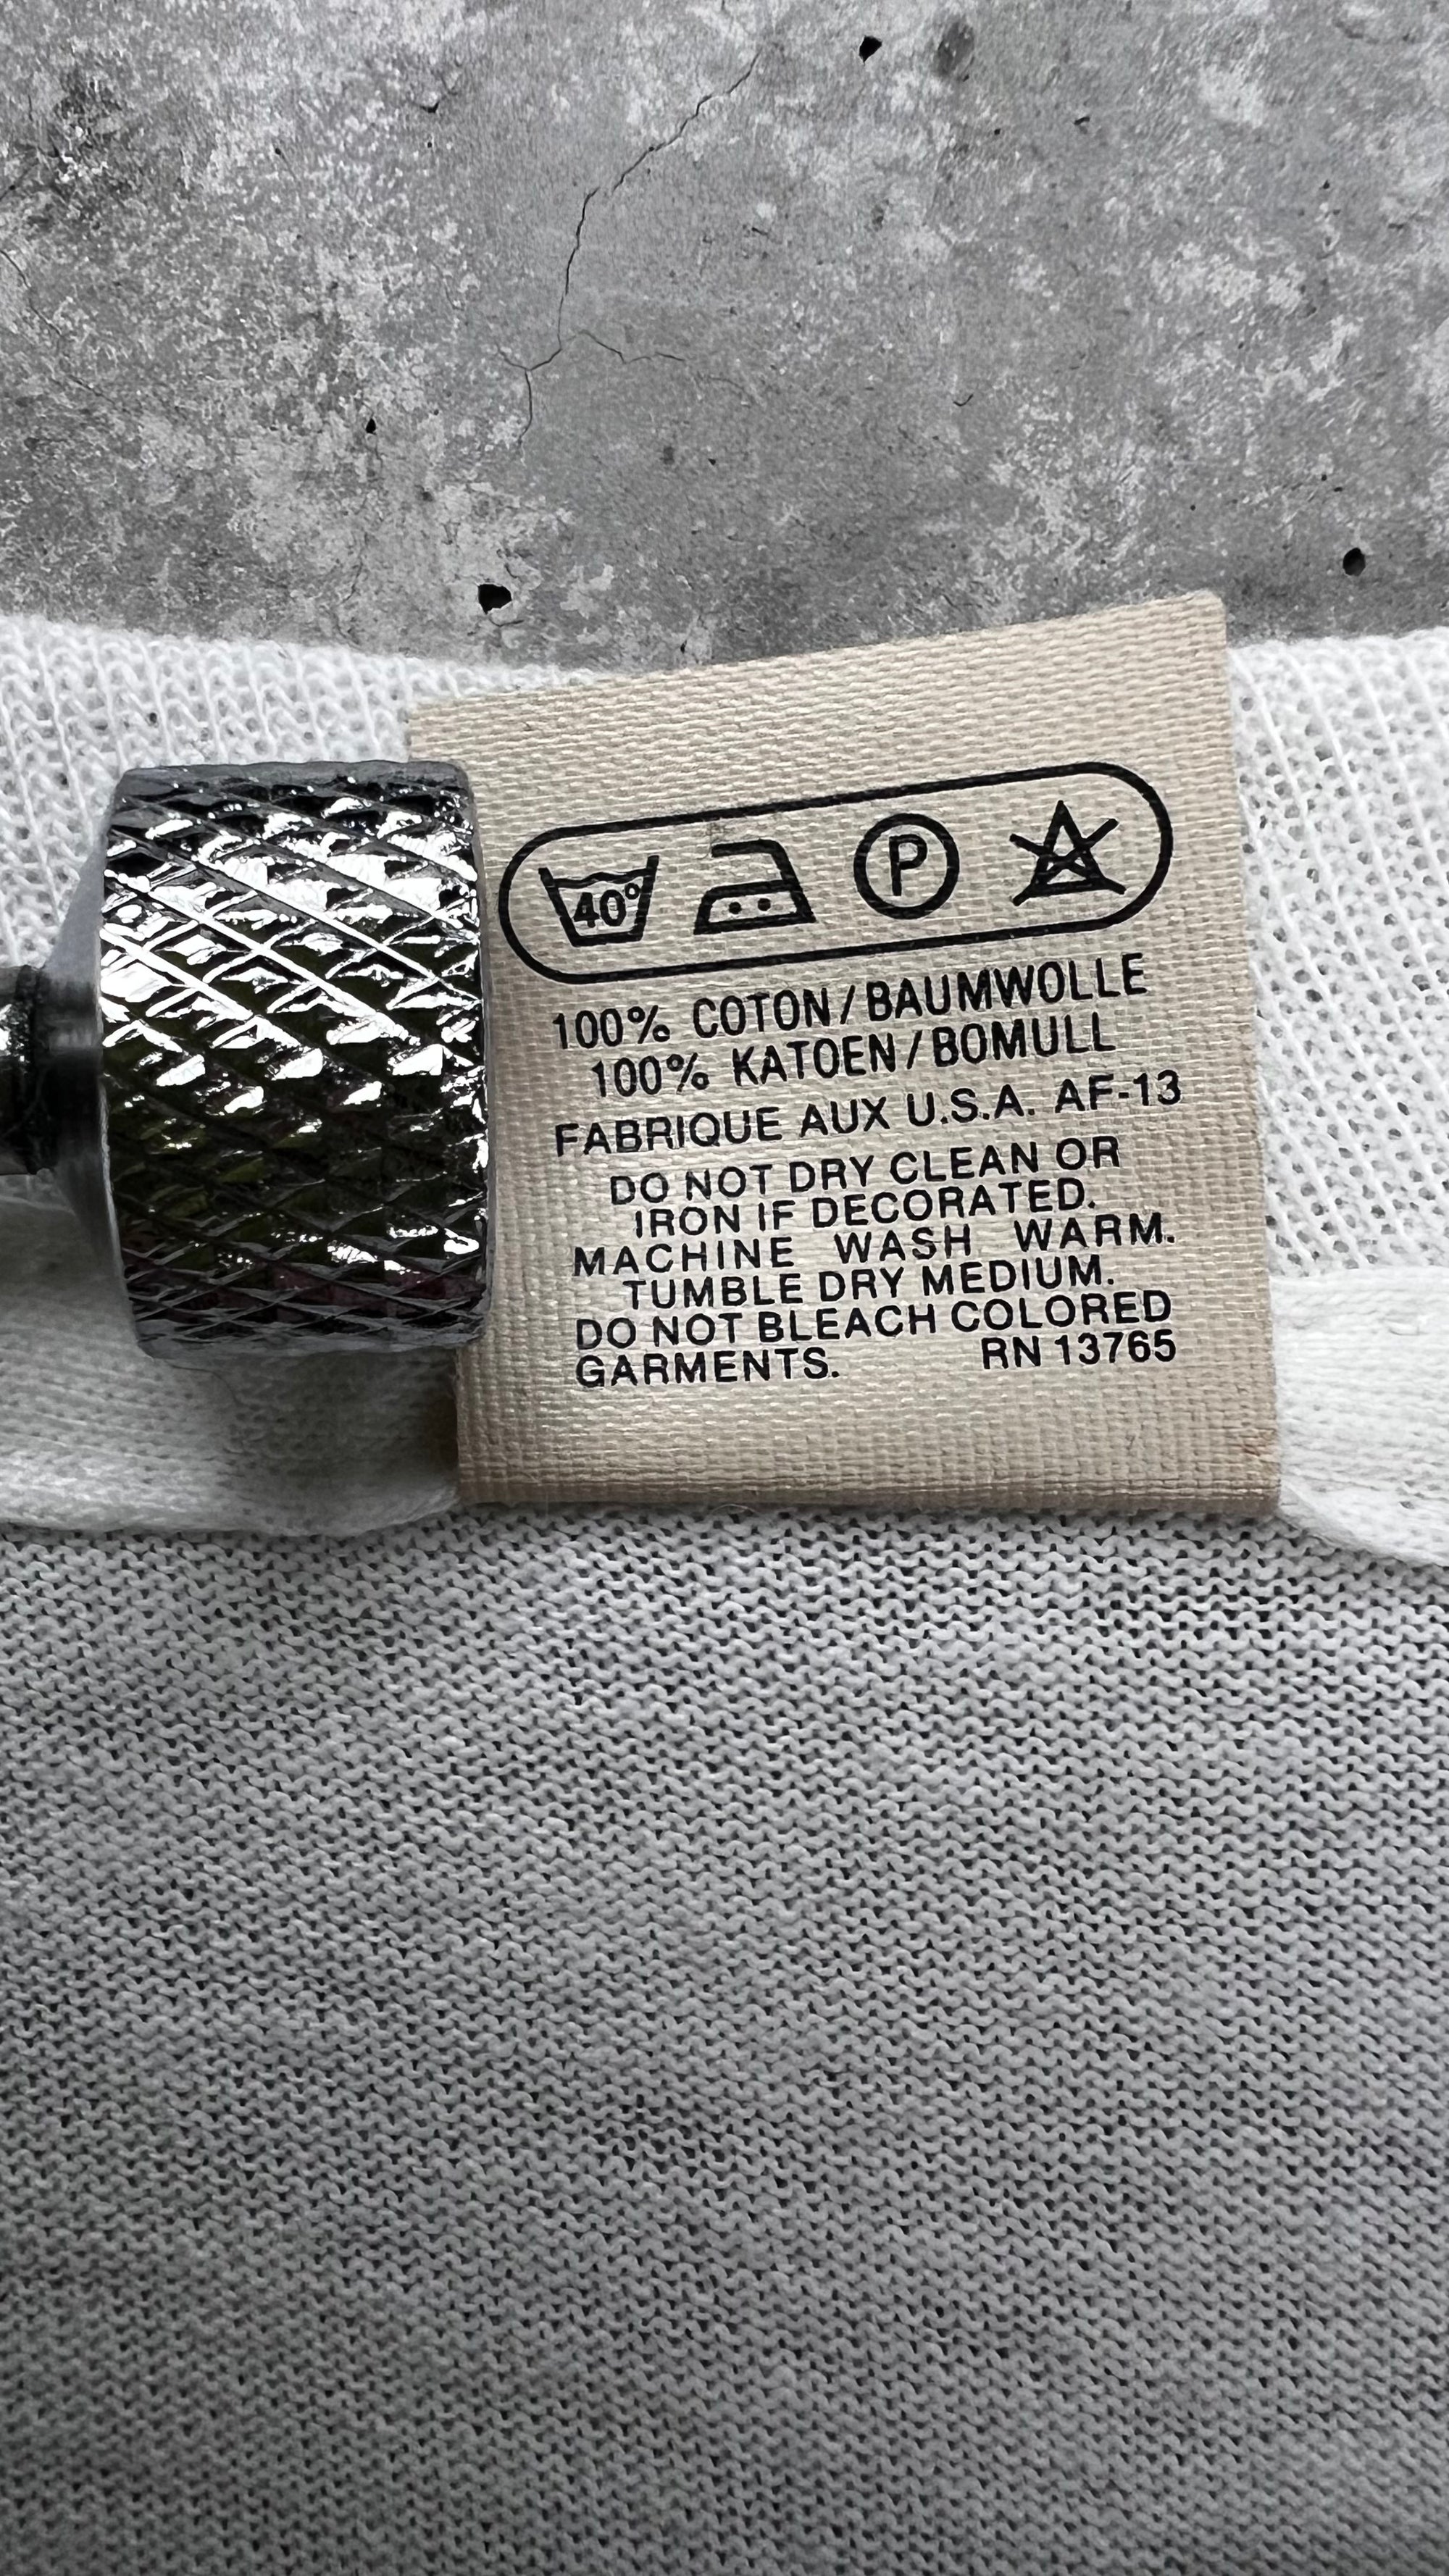 40°
P
100% COTON/BAUMWOLLE
100% KATOEN/BOMULL
FABRIQUE AUX U.S.A. AF-13
DO NOT DRY CLEAN OR
IRON IF DECORATED.
MACHINE WASH WARM.
TUMBLE DRY MEDIUM.
DO NOT BLEACH COLORED
GARMENTS. RN 13765